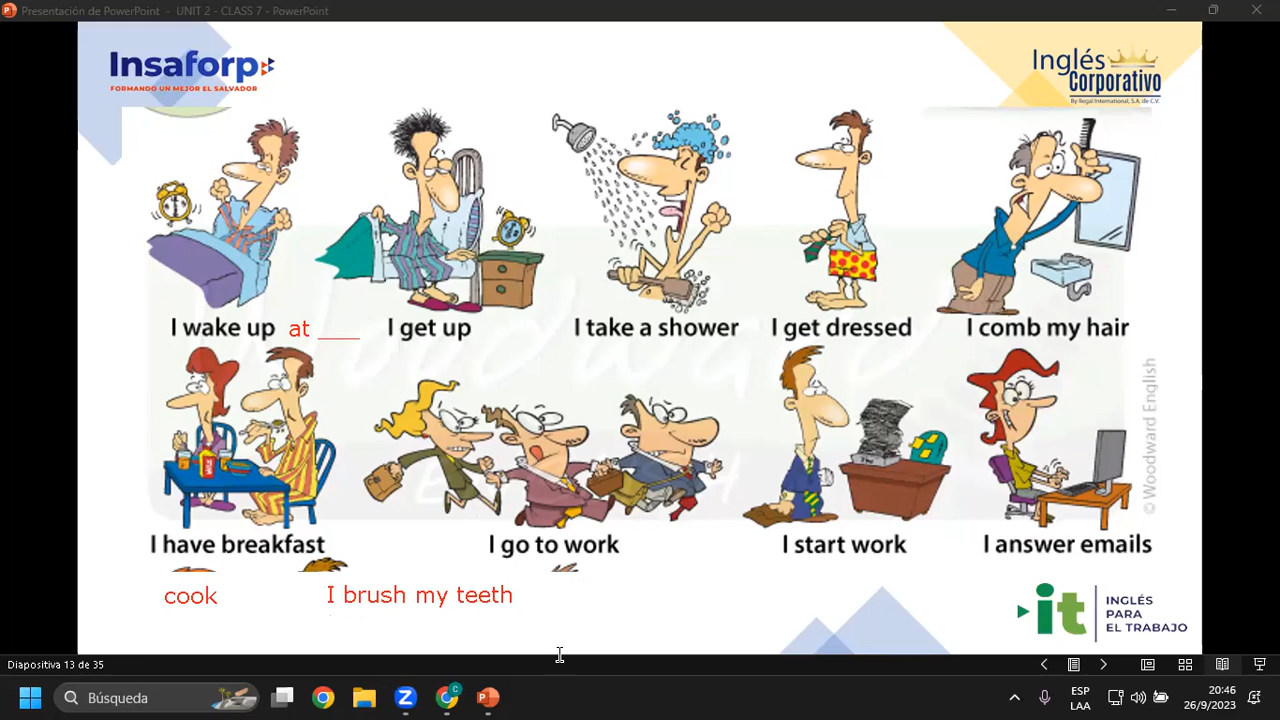 Presentación de PowerPoint - UNIT 2 - CLASS 7 - PowerPoint
Insaforp
FORMANDO UN MEJOR EL SALVADOR
Inglés
Corporativo
By Regal International, S.A. de C.V.
I wake up at ____ I get up I take a shower I get dressed I comb my hair
I have breakfast I go to work I start work I answer emails
© Woodward English
cook I brush my teeth
it INGLÉS
PARA
EL TRABAJO
Diapositiva 13 de 35
Búsqueda
ESP
LAA
20:46
26/9/2023